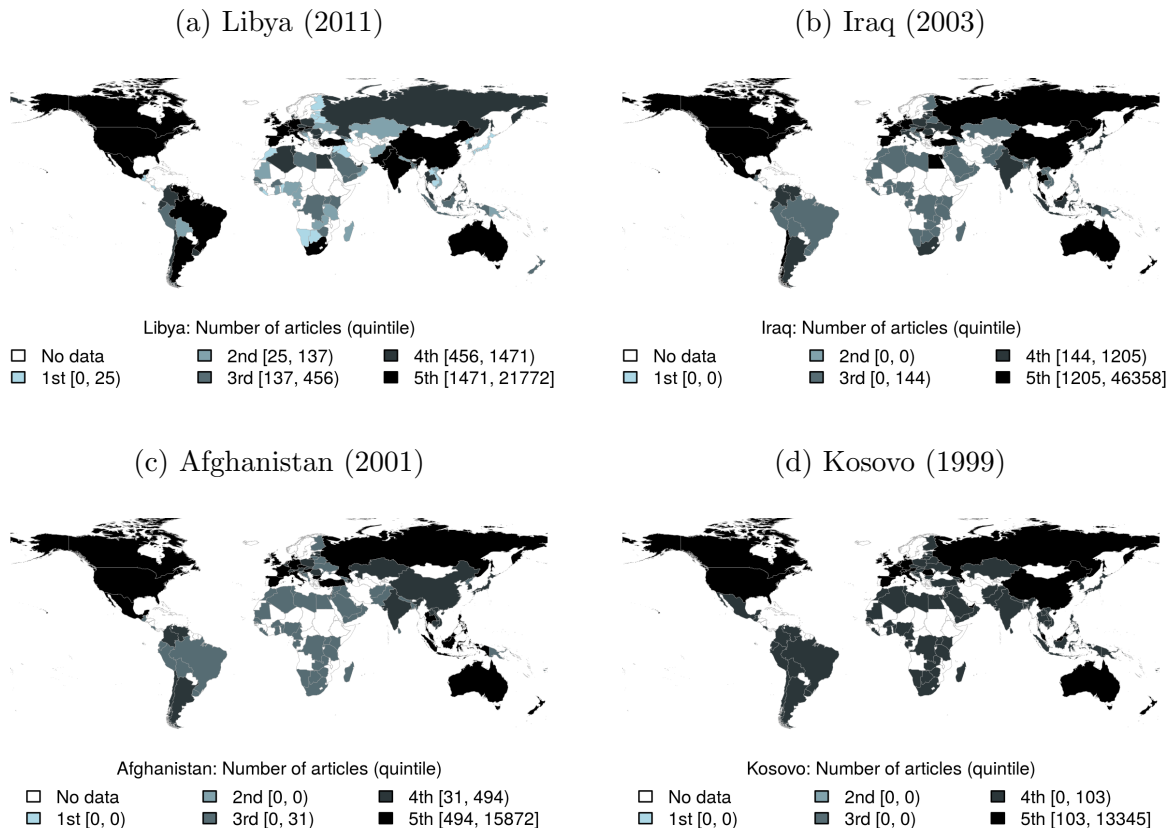 (a) Libya (2011)
(b) Iraq (2003)
Libya: Number of articles (quintile)
No data
2nd [25, 137)
4th [456, 1471)
1st [0, 25)
3rd [137, 456)
5th [1471, 21772]
Iraq: Number of articles (quintile)
No data
2nd [0, 0)
4th [144, 1205)
1st [0, 0)
3rd [0, 144)
5th [1205, 46358]
(c) Afghanistan (2001)
(d) Kosovo (1999)
Afghanistan: Number of articles (quintile)
No data
2nd [0, 0)
4th [31, 494)
1st [0, 0)
3rd [0, 31)
5th [494, 15872]
Kosovo: Number of articles (quintile)
No data
2nd [0, 0)
4th [0, 103)
1st [0, 0)
3rd [0, 0)
5th [103, 13345]